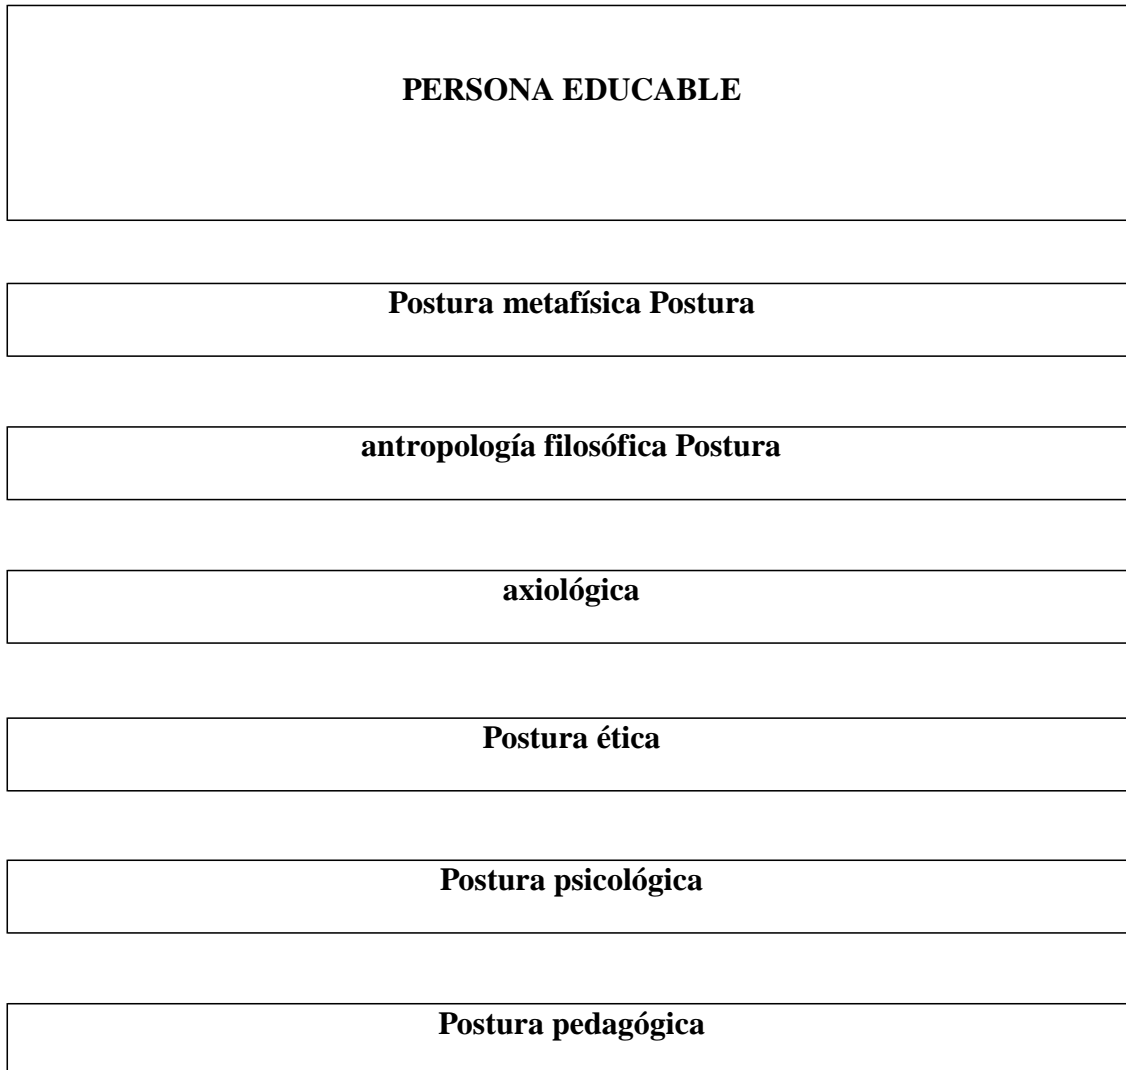 PERSONA EDUCABLE
Postura metafísica Postura
antropología filosófica Postura
axiológica
Postura ética
Postura psicológica
Postura pedagógica